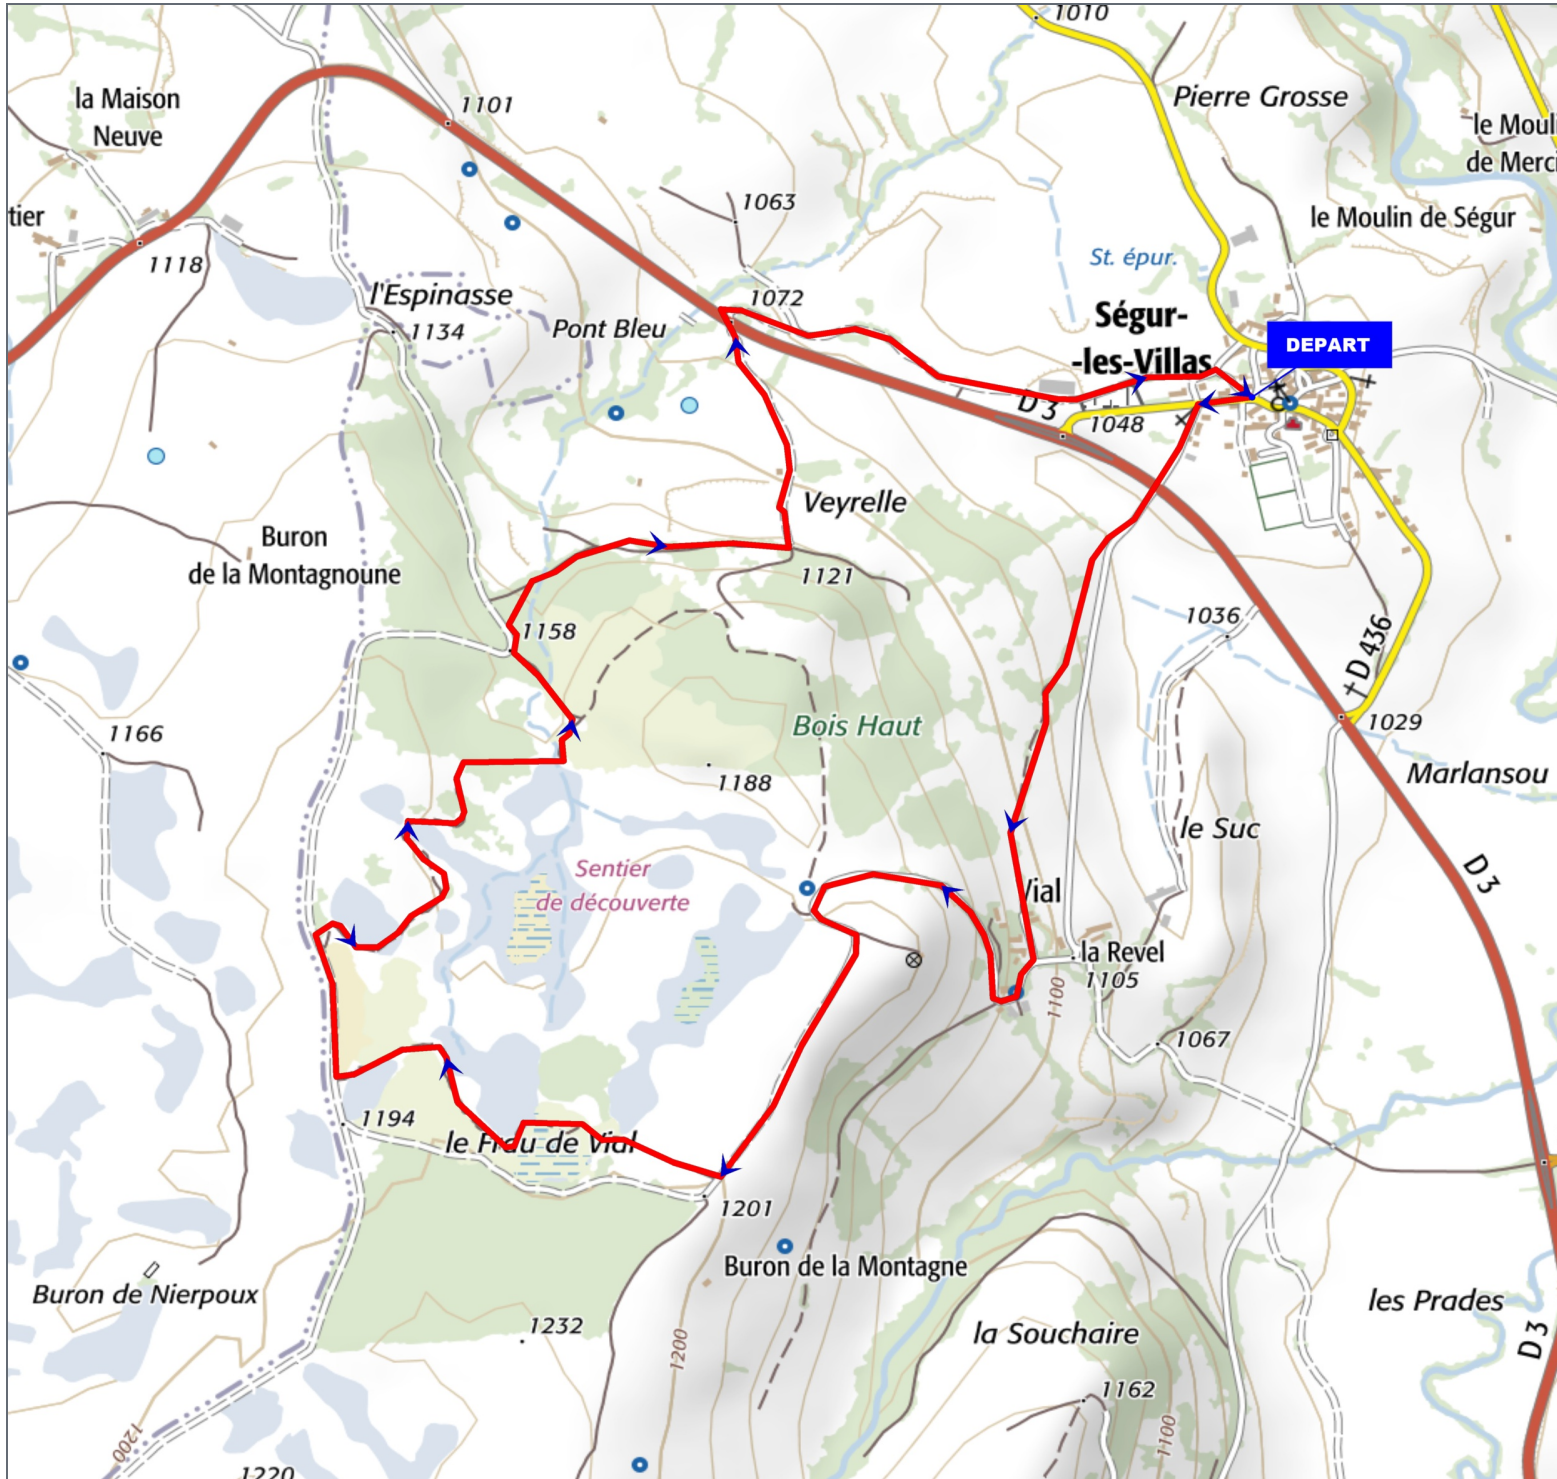 1010
la Maison
Neuve
1101
Pierre Grosse
le Mouli
de Merci
tier
1063
le Moulin de Ségur
1118
St. épur.
l'Espinasse
1072
1134
Pont Bleu
Ségur-
-les-Villas
DEPART
D 3
1048
Veyrelle
Buron
de la Montagnoune
1121
1158
1036
D 436
1166
Bois Haut
1029
1188
Marlansou
le Suc
Sentier
de découverte
Vial
D 3
la Revel
1105
1100
1067
1194
le Frau de Vial
1201
Buron de la Montagne
Buron de Nierpoux
les Prades
1232
la Souchaire
1200
D 3
1162
1200
1100
1220